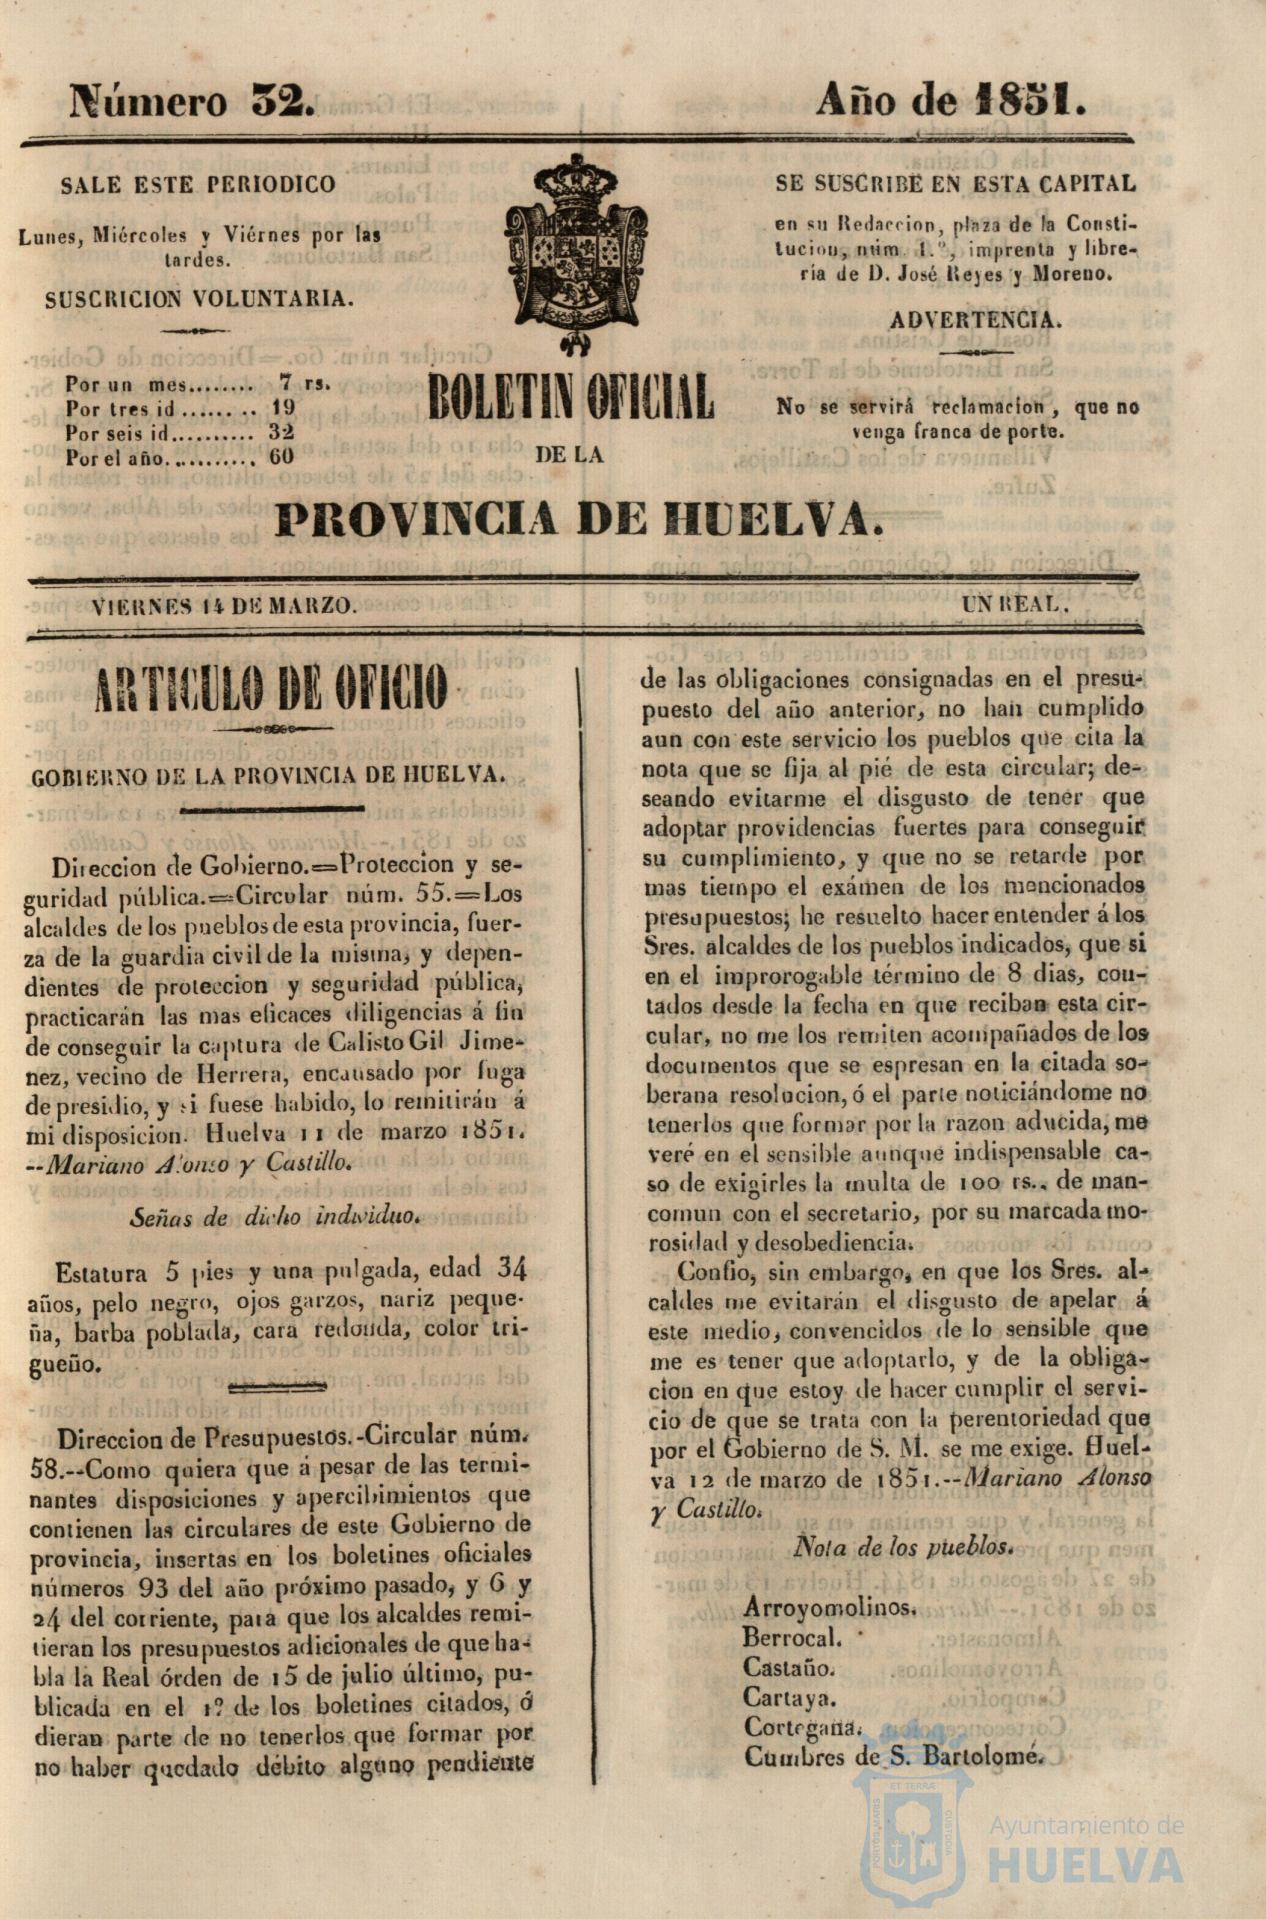 Número 32.
Año de 1851.
SALE ESTE PERIODICO
Lunes, Miércoles y Viérnes por las
tardes.
SUSCRICION VOLUNTARIA.
Por un mes........ 7 rs.
Por tres id........ 19
Por seis id.......... 32
Por el año........... 60
SE SUSCRIBE EN ESTA CAPITAL
en su Redaccion, plaza de la Consti-
tucion, núm. 1.º, imprenta y libre-
ría de D. José Reyes y Moreno.
ADVERTENCIA.
No se servirá reclamacion, que no
venga franca de porte.
BOLETIN OFICIAL
DE LA
PROVINCIA DE HUELVA.
VIERNES 14 DE MARZO.
UN REAL.
ARTICULO DE OFICIO
GOBIERNO DE LA PROVINCIA DE HUELVA.
Direccion de Gobierno.=Proteccion y se-
guridad pública.=Circular núm. 55.=Los
alcaldes de los pueblos de esta provincia, fuer-
za de la guardia civil de la misma, y depen-
dientes de proteccion y seguridad pública,
practicarán las mas eficaces diligencias á fin
de conseguir la captura de Calisto Gil Jime-
nez, vecino de Herrera, encausado por fuga
de presidio, y si fuese habido, lo remitirán á
mi disposicion. Huelva 11 de marzo 1851.
--Mariano Alonso y Castillo.
Señas de dicho individuo.
Estatura 5 pies y una pulgada, edad 34
años, pelo negro, ojos garzos, nariz peque-
ña, barba poblada, cara redonda, color tri-
gueño.
Direccion de Presupuestos.-Circular núm.
58.--Como quiera que á pesar de las termi-
nantes disposiciones y apercibimientos que
contienen las circulares de este Gobierno de
provincia, insertas en los boletines oficiales
números 93 del año próximo pasado, y 6 y
24 del corriente, para que los alcaldes remi-
tieran los presupuestos adicionales de que ha-
bla la Real órden de 15 de julio último, pu-
blicada en el 1º de los boletines citados, ó
dieran parte de no tenerlos que formar por
no haber quedado débito alguno pendiente
de las obligaciones consignadas en el presu-
puesto del año anterior, no han cumplido
aun con este servicio los pueblos que cita la
nota que se fija al pié de esta circular; de-
seando evitarme el disgusto de tener que
adoptar providencias fuertes para conseguir
su cumplimiento, y que no se retarde por
mas tiempo el exámen de los mencionados
presupuestos; he resuelto hacer entender á los
Sres. alcaldes de los pueblos indicados, que si
en el improrogable término de 8 dias, con-
tados desde la fecha en que reciban esta cir-
cular, no me los remiten acompañados de los
documentos que se espresan en la citada so-
berana resolucion, ó el parte noticiándome no
tenerlos que formar por la razon aducida, me
veré en el sensible aunque indispensable ca-
so de exigirles la multa de 100 rs., de man-
comun con el secretario, por su marcada mo-
rosidad y desobediencia.
Confio, sin embargo, en que los Sres. al-
caldes me evitarán el disgusto de apelar á
este medio, convencidos de lo sensible que
me es tener que adoptarlo, y de la obliga-
cion en que estoy de hacer cumplir el servi-
cio de que se trata con la perentoriedad que
por el Gobierno de S. M. se me exige. Huel-
va 12 de marzo de 1851.--Mariano Alonso
y Castillo.
Nota de los pueblos.
Arroyomolinos.
Berrocal.
Castaño.
Cartaya.
Cortegana.
Cumbres de S. Bartolomé.
ET TERRÆ
PORTUS MARIS
CUSTODIA
Ayuntamiento de
HUELVA